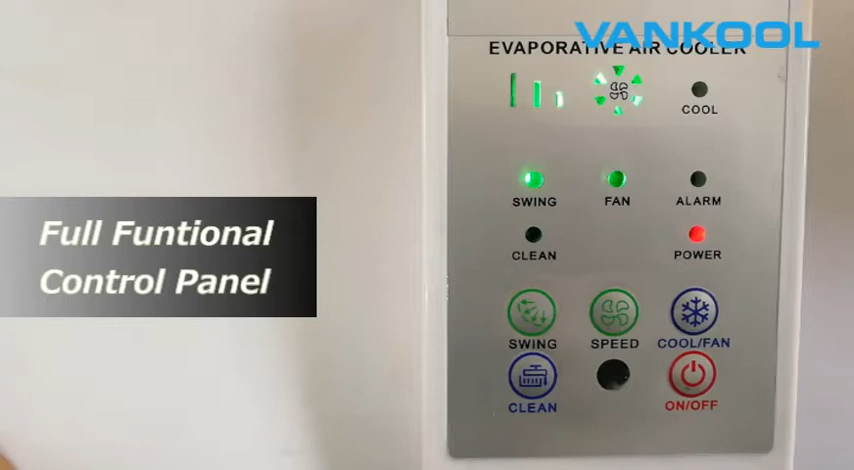 VANKOOL
EVAPORATIVE AIR COOLER
COOL
SWING FAN ALARM
CLEAN POWER
Full Funtional
Control Panel
SWING SPEED COOL/FAN
CLEAN ON/OFF